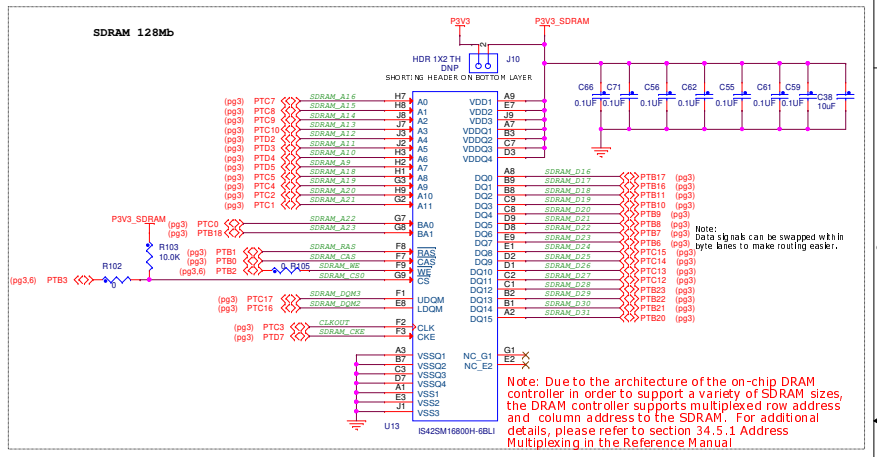 SDRAM 128Mb
P3V3
P3V3_SDRAM
HDR 1X2 TH
DNP
2
J10
SHORTING HEADER ON BOTTOM LAYER
C66
C71
C56
C62
C55
C61
C59
C38
0.1UF
0.1UF
0.1UF
0.1UF
0.1UF
0.1UF
0.1UF
10uF
(pg3) PTC7 SDRAM_A16 H7 A0
(pg3) PTC8 SDRAM_A15 H8 A1
(pg3) PTC9 SDRAM_A14 J8 A2
(pg3) PTC10 SDRAM_A13 J7 A3
(pg3) PTD2 SDRAM_A12 J3 A4
(pg3) PTD3 SDRAM_A11 J2 A5
(pg3) PTD4 SDRAM_A10 H3 A6
(pg3) PTD5 SDRAM_A9 H2 A7
(pg3) PTC5 SDRAM_A18 H1 A8
(pg3) PTC4 SDRAM_A19 G3 A9
(pg3) PTC2 SDRAM_A20 H9 A10
(pg3) PTC1 SDRAM_A21 G2 A11
P3V3_SDRAM
(pg3) PTC0 SDRAM_A22 G7 BA0
(pg3) PTB18 SDRAM_A23 G8 BA1
R103
10.0K
(pg3) PTB1 SDRAM_RAS F8 RAS
(pg3) PTB0 SDRAM_CAS F7 CAS
(pg3,6) PTB2 0 R105 SDRAM_WE F9 WE
(pg3,6) PTB3 R102 0 SDRAM_CS0 G9 CS
(pg3) PTC17 SDRAM_DQM3 F1 UDQM
(pg3) PTC16 SDRAM_DQM2 E8 LDQM
(pg3) PTC3 CLKOUT F2 CLK
(pg3) PTD7 SDRAM_CKE F3 CKE
A3 VSSQ1
B7 VSSQ2
C3 VSSQ3
D7 VSSQ4
A1 VSS1
E3 VSS2
J1 VSS3
U13
IS42SM16800H-6BLI
VDD1 A9
VDD2 E7
VDD3 J9
VDDQ1 A7
VDDQ2 B3
VDDQ3 C7
VDDQ4 D3
DQ0 A8 SDRAM_D16 PTB17 (pg3)
DQ1 B9 SDRAM_D17 PTB16 (pg3)
DQ2 B8 SDRAM_D18 PTB11 (pg3)
DQ3 C9 SDRAM_D19 PTB10 (pg3)
DQ4 C8 SDRAM_D20 PTB9 (pg3)
DQ5 D9 SDRAM_D21 PTB8 (pg3)
DQ6 D8 SDRAM_D22 PTB7 (pg3)
DQ7 E9 SDRAM_D23 PTB6 (pg3)
DQ8 E1 SDRAM_D24 PTC15 (pg3)
DQ9 D2 SDRAM_D25 PTC14 (pg3)
DQ10 D1 SDRAM_D26 PTC13 (pg3)
DQ11 C2 SDRAM_D27 PTC12 (pg3)
DQ12 C1 SDRAM_D28 PTB23 (pg3)
DQ13 B2 SDRAM_D29 PTB22 (pg3)
DQ14 B1 SDRAM_D30 PTB21 (pg3)
DQ15 A2 SDRAM_D31 PTB20 (pg3)
NC_G1 G1
NC_E2 E2
Note:
Data signals can be swapped within
byte lanes to make routing easier.
Note: Due to the architecture of the on-chip DRAM
controller in order to support a variety of SDRAM sizes,
the DRAM controller supports multiplexed row address
and column address to the SDRAM. For additional
details, please refer to section 34.5.1 Address
Multiplexing in the Reference Manual